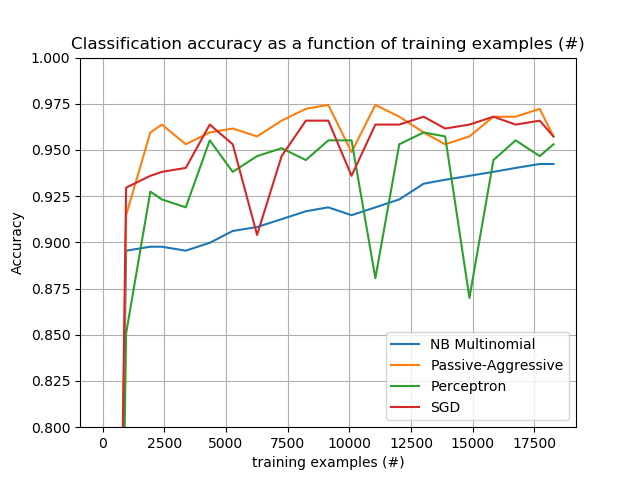 Classification accuracy as a function of training examples (#)
1.000
0.975
0.950
0.925
0.900
0.875
0.850
0.825
0.800
Accuracy
NB Multinomial
Passive-Aggressive
Perceptron
SGD
0 2500 5000 7500 10000 12500 15000 17500
training examples (#)